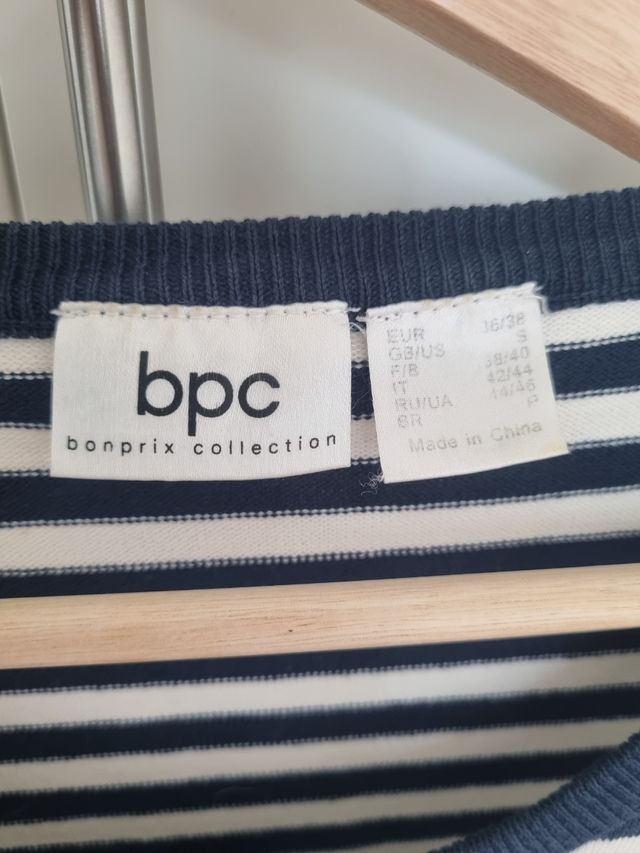 bpc
bonprix collection
EUR 36/38
GB/US S
F/B 38/40
IT 42/44
RU/UA 44/46
BR P
Made in China